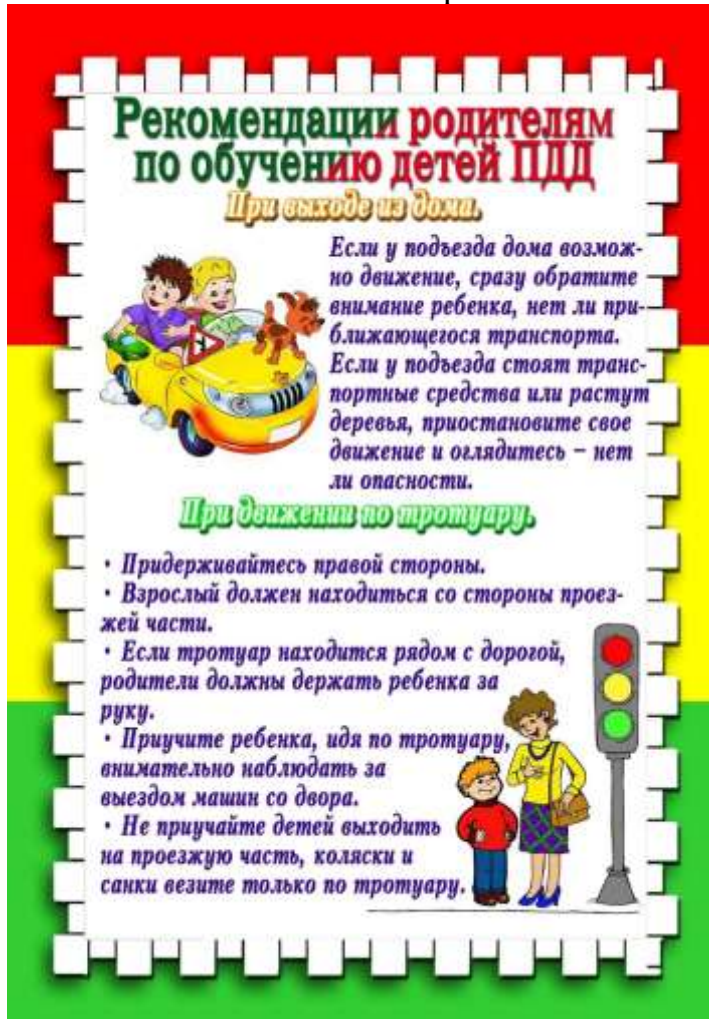 Рекомендации родителям
по обучению детей ПДД
При выходе из дома.
Если у подъезда дома возмож-
но движение, сразу обратите
внимание ребенка, нет ли при-
ближающегося транспорта.
Если у подъезда стоят транс-
портные средства или растут
деревья, приостановите свое
движение и оглядитесь – нет
ли опасности.
При движении по тротуару.
• Придерживайтесь правой стороны.
• Взрослый должен находиться со стороны проез-
жей части.
• Если тротуар находится рядом с дорогой,
родители должны держать ребенка за
руку.
• Приучите ребенка, идя по тротуару,
внимательно наблюдать за
выездом машин со двора.
• Не приучайте детей выходить
на проезжую часть, коляски и
санки везите только по тротуару.